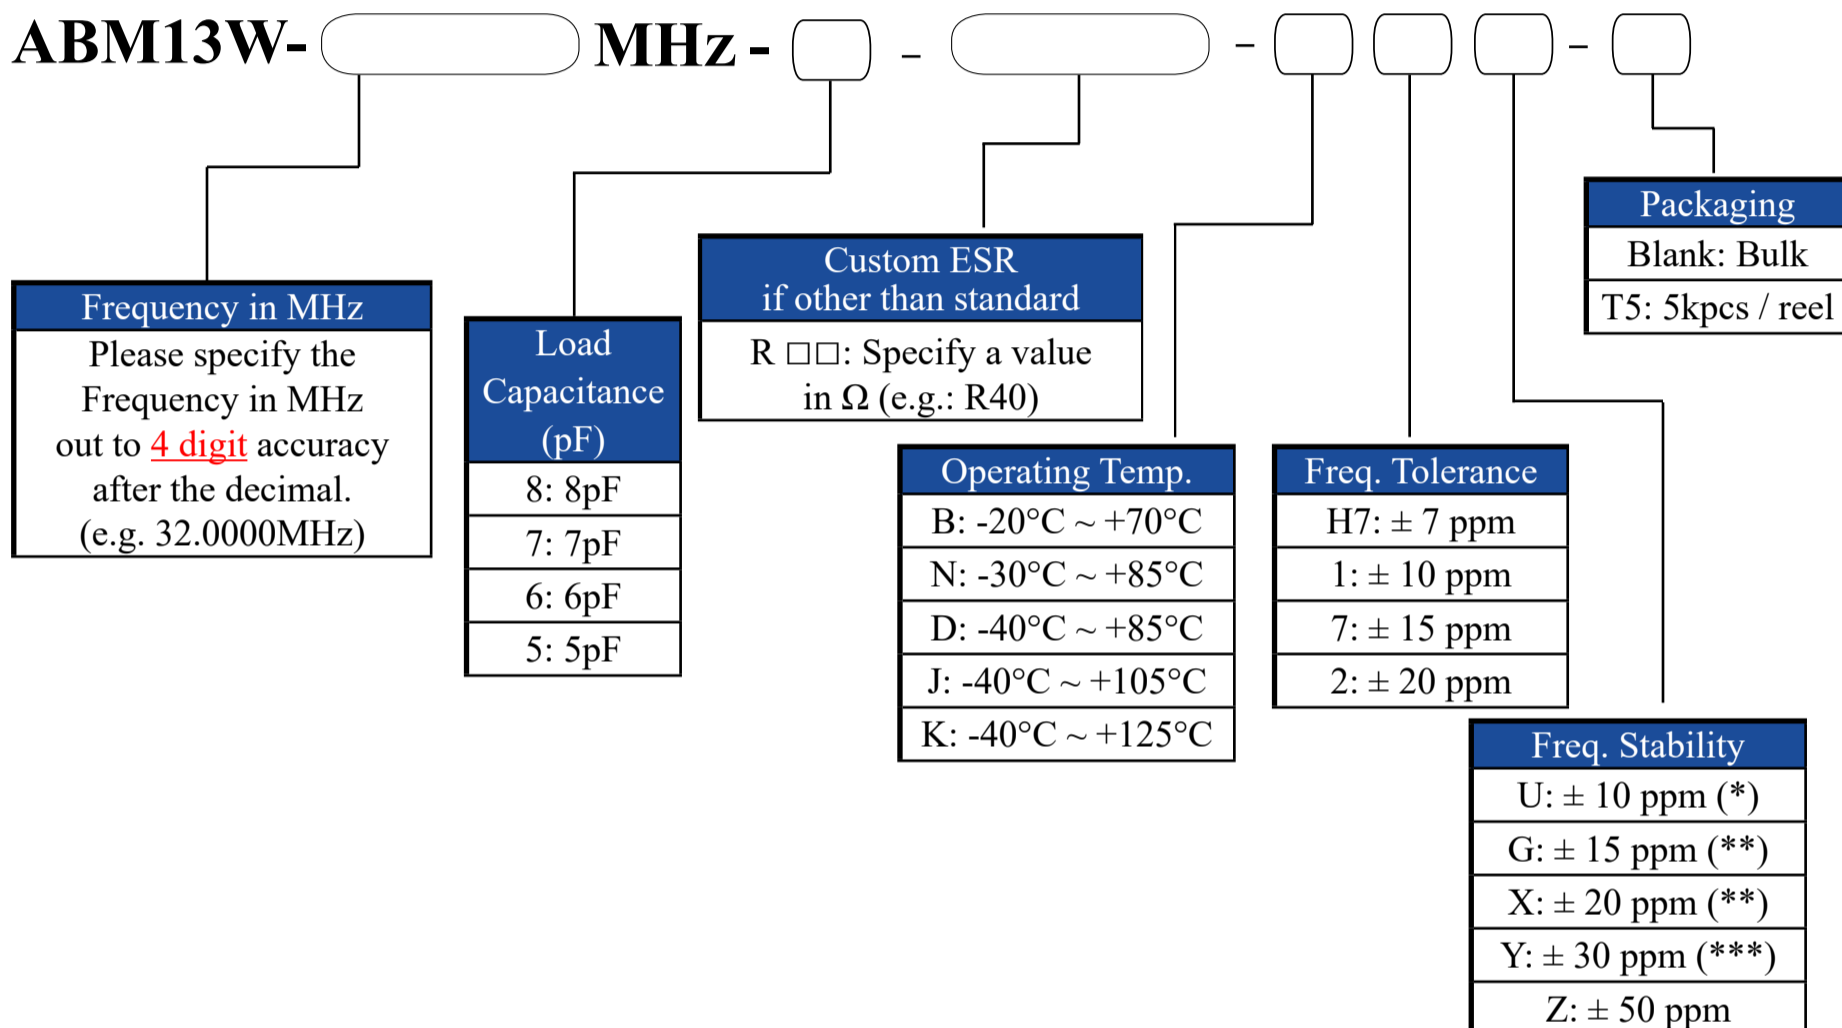 ABM13W- MHz - - - -
Frequency in MHz
Please specify the
Frequency in MHz
out to 4 digit accuracy
after the decimal.
(e.g. 32.0000MHz)
Load
Capacitance
(pF)
8: 8pF
7: 7pF
6: 6pF
5: 5pF
Custom ESR
if other than standard
R □□: Specify a value
in Ω (e.g.: R40)
Operating Temp.
B: -20°C ~ +70°C
N: -30°C ~ +85°C
D: -40°C ~ +85°C
J: -40°C ~ +105°C
K: -40°C ~ +125°C
Freq. Tolerance
H7: ± 7 ppm
1: ± 10 ppm
7: ± 15 ppm
2: ± 20 ppm
Freq. Stability
U: ± 10 ppm (*)
G: ± 15 ppm (**)
X: ± 20 ppm (**)
Y: ± 30 ppm (***)
Z: ± 50 ppm
Packaging
Blank: Bulk
T5: 5kpcs / reel